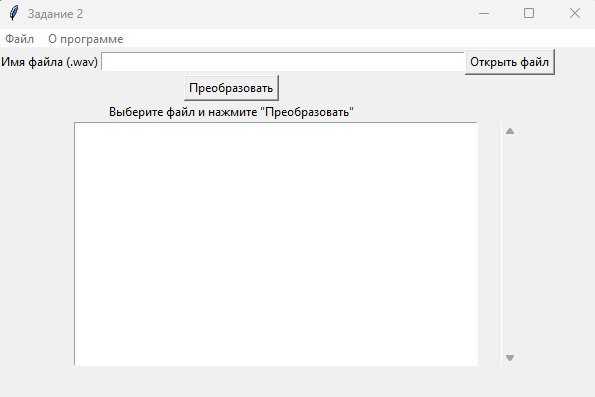 Задание 2
Файл О программе
Имя файла (.wav) Открыть файл
Преобразовать
Выберите файл и нажмите "Преобразовать"